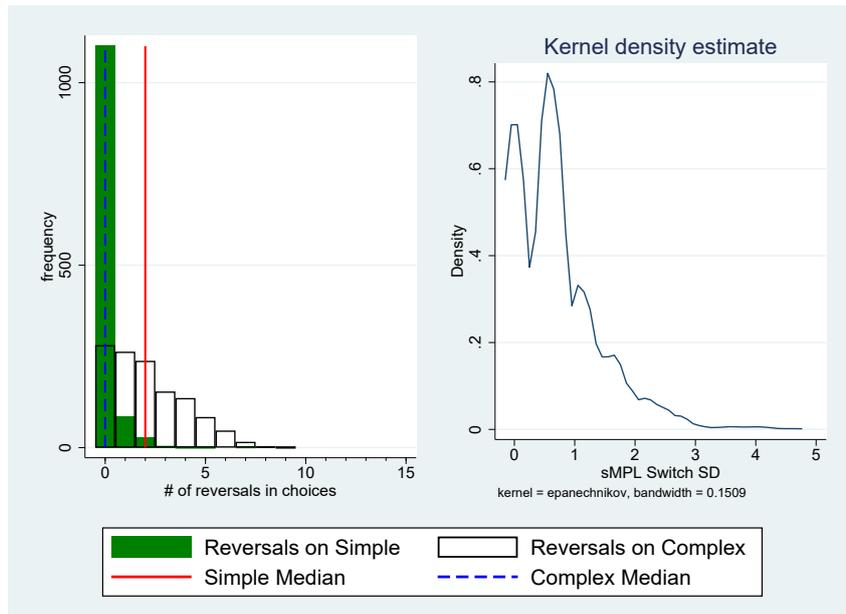 Kernel density estimate
1000
500
0
frequency
0 5 10 15
# of reversals in choices
.8
.6
.4
.2
0
Density
0 1 2 3 4 5
sMPL Switch SD
kernel = epanechnikov, bandwidth = 0.1509
Reversals on Simple Reversals on Complex
Simple Median Complex Median